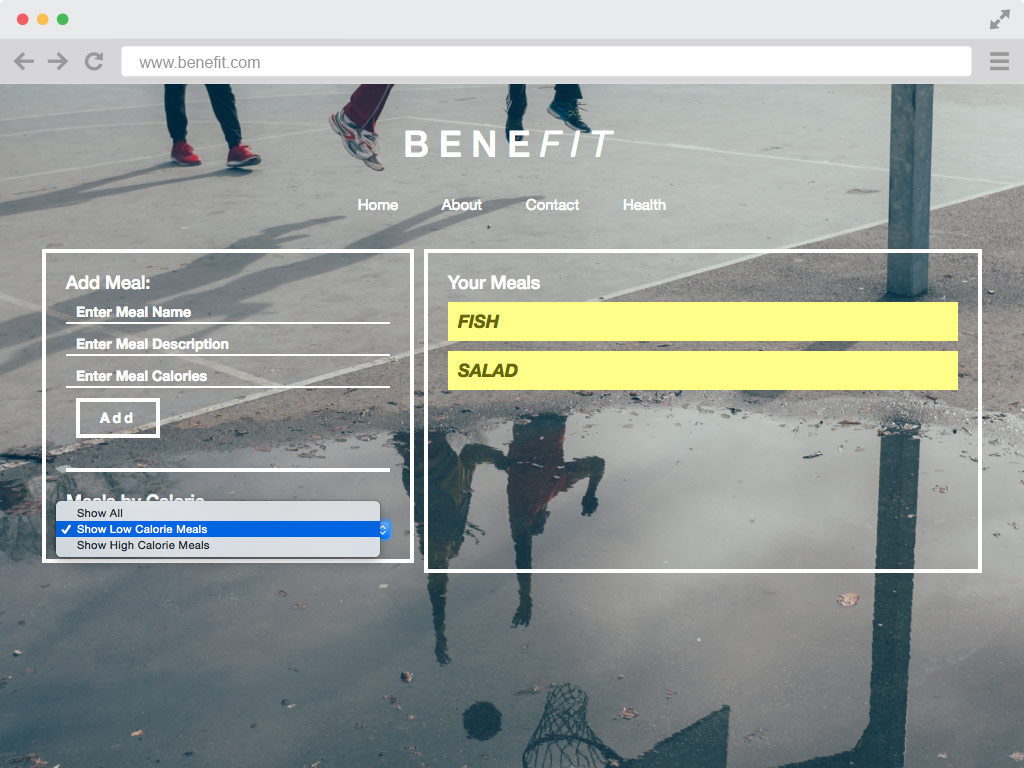 www.benefit.com
BENEFIT
Home About Contact Health
Add Meal:
Enter Meal Name
Enter Meal Description
Enter Meal Calories
Add
Meals by Calorie
Show All
Show Low Calorie Meals
Show High Calorie Meals
Your Meals
FISH
SALAD